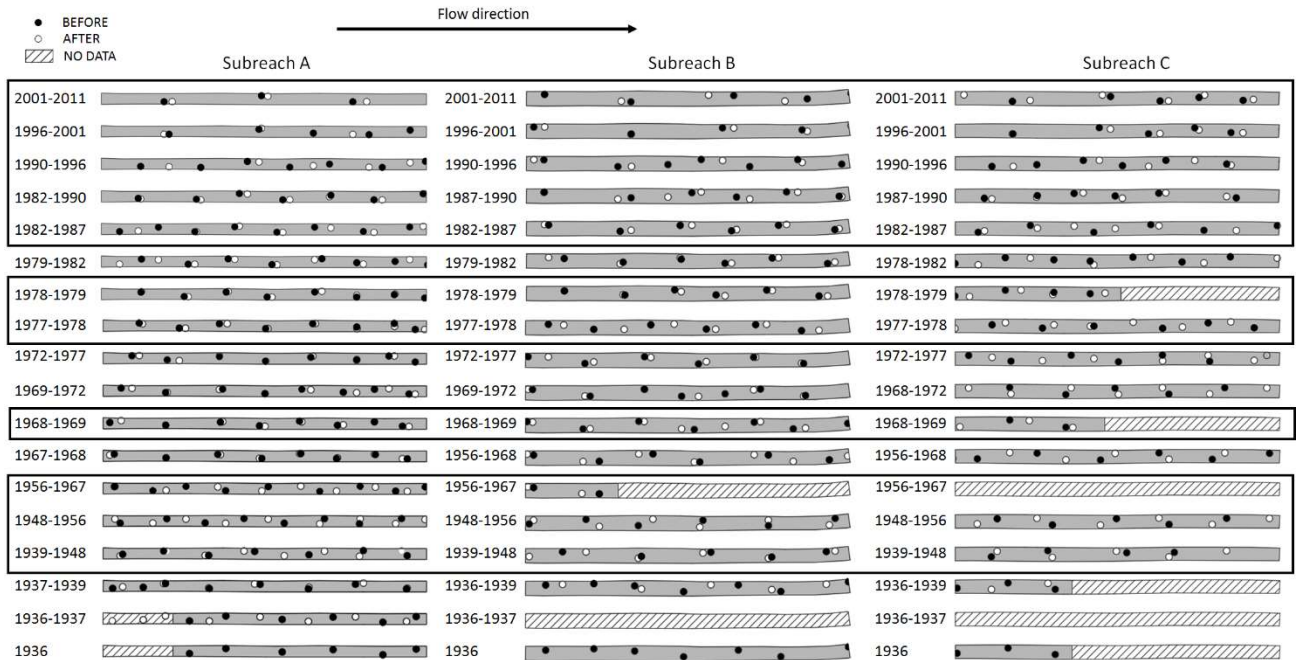 BEFORE
AFTER
NO DATA
Flow direction
Subreach A Subreach B Subreach C
2001-2011 2001-2011 2001-2011
1996-2001 1996-2001 1996-2001
1990-1996 1990-1996 1990-1996
1982-1990 1987-1990 1987-1990
1982-1987 1982-1987 1982-1987
1979-1982 1979-1982 1978-1982
1978-1979 1978-1979 1978-1979
1977-1978 1977-1978 1977-1978
1972-1977 1972-1977 1972-1977
1969-1972 1969-1972 1968-1972
1968-1969 1968-1969 1968-1969
1967-1968 1956-1968 1956-1968
1956-1967 1956-1967 1956-1967
1948-1956 1948-1956 1948-1956
1939-1948 1939-1948 1939-1948
1937-1939 1936-1939 1936-1939
1936-1937 1936-1937 1936-1937
1936 1936 1936